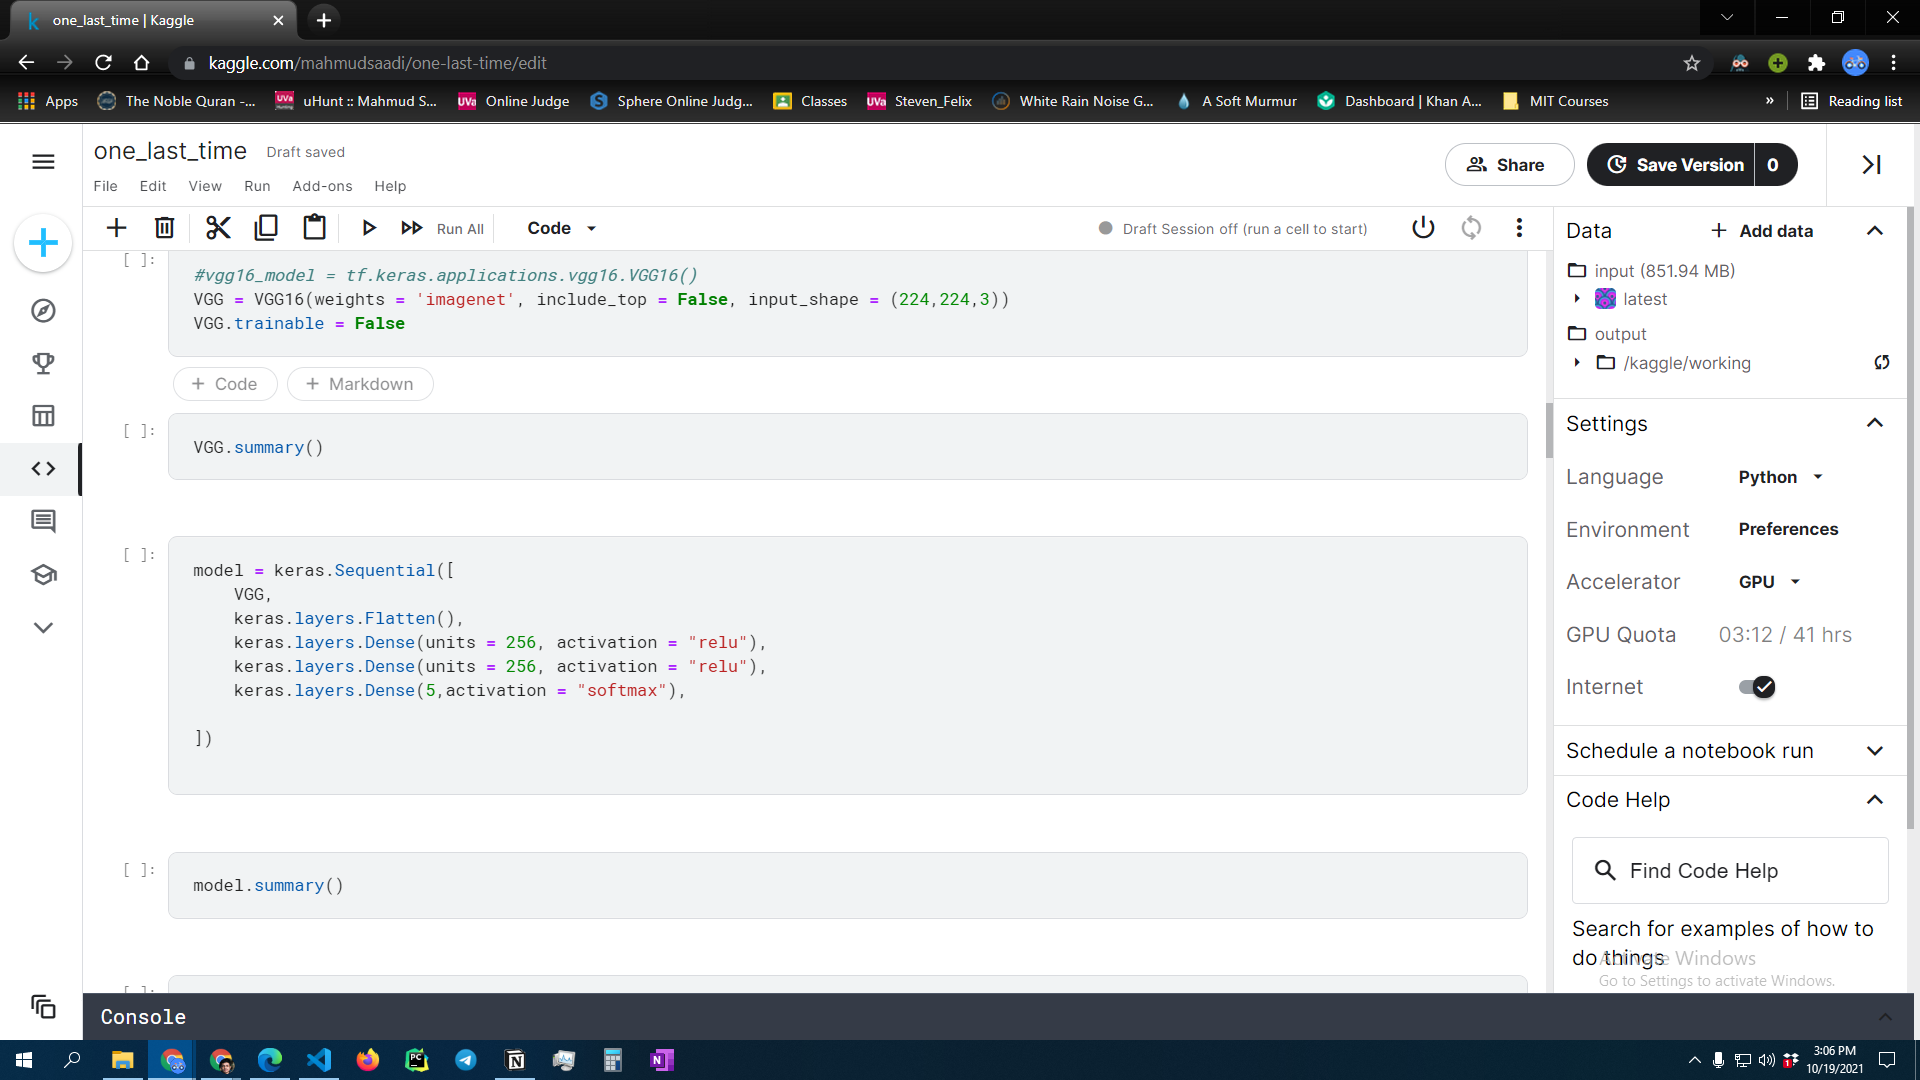 one_last_time | Kaggle
kaggle.com/mahmudsaadi/one-last-time/edit
Apps
The Noble Quran -...
uHunt :: Mahmud S...
Online Judge
Sphere Online Judg...
Classes
Steven_Felix
White Rain Noise G...
A Soft Murmur
Dashboard | Khan A...
MIT Courses
»
Reading list
one_last_time
Draft saved
File Edit View Run Add-ons Help
Share
Save Version 0
Run All
Code
Draft Session off (run a cell to start)
[ ]:
#vgg16_model = tf.keras.applications.vgg16.VGG16()
VGG = VGG16(weights = 'imagenet', include_top = False, input_shape = (224,224,3))
VGG.trainable = False
+ Code
+ Markdown
[ ]:
VGG.summary()
[ ]:
model = keras.Sequential([
    VGG,
    keras.layers.Flatten(),
    keras.layers.Dense(units = 256, activation = "relu"),
    keras.layers.Dense(units = 256, activation = "relu"),
    keras.layers.Dense(5,activation = "softmax"),
])
[ ]:
model.summary()
[ ]:
Data
+ Add data
input (851.94 MB)
latest
output
/kaggle/working
Settings
Language Python
Environment Preferences
Accelerator GPU
GPU Quota 03:12 / 41 hrs
Internet
Schedule a notebook run
Code Help
Find Code Help
Search for examples of how to
do things
Activate Windows
Go to Settings to activate Windows.
Console
3:06 PM
10/19/2021